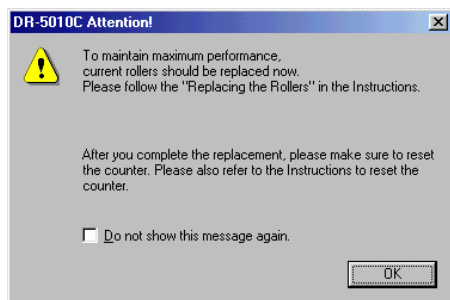 DR-5010C Attention!
To maintain maximum performance,
current rollers should be replaced now.
Please follow the "Replacing the Rollers" in the Instructions.
After you complete the replacement, please make sure to reset
the counter. Please also refer to the Instructions to reset the
counter.
Do not show this message again.
OK